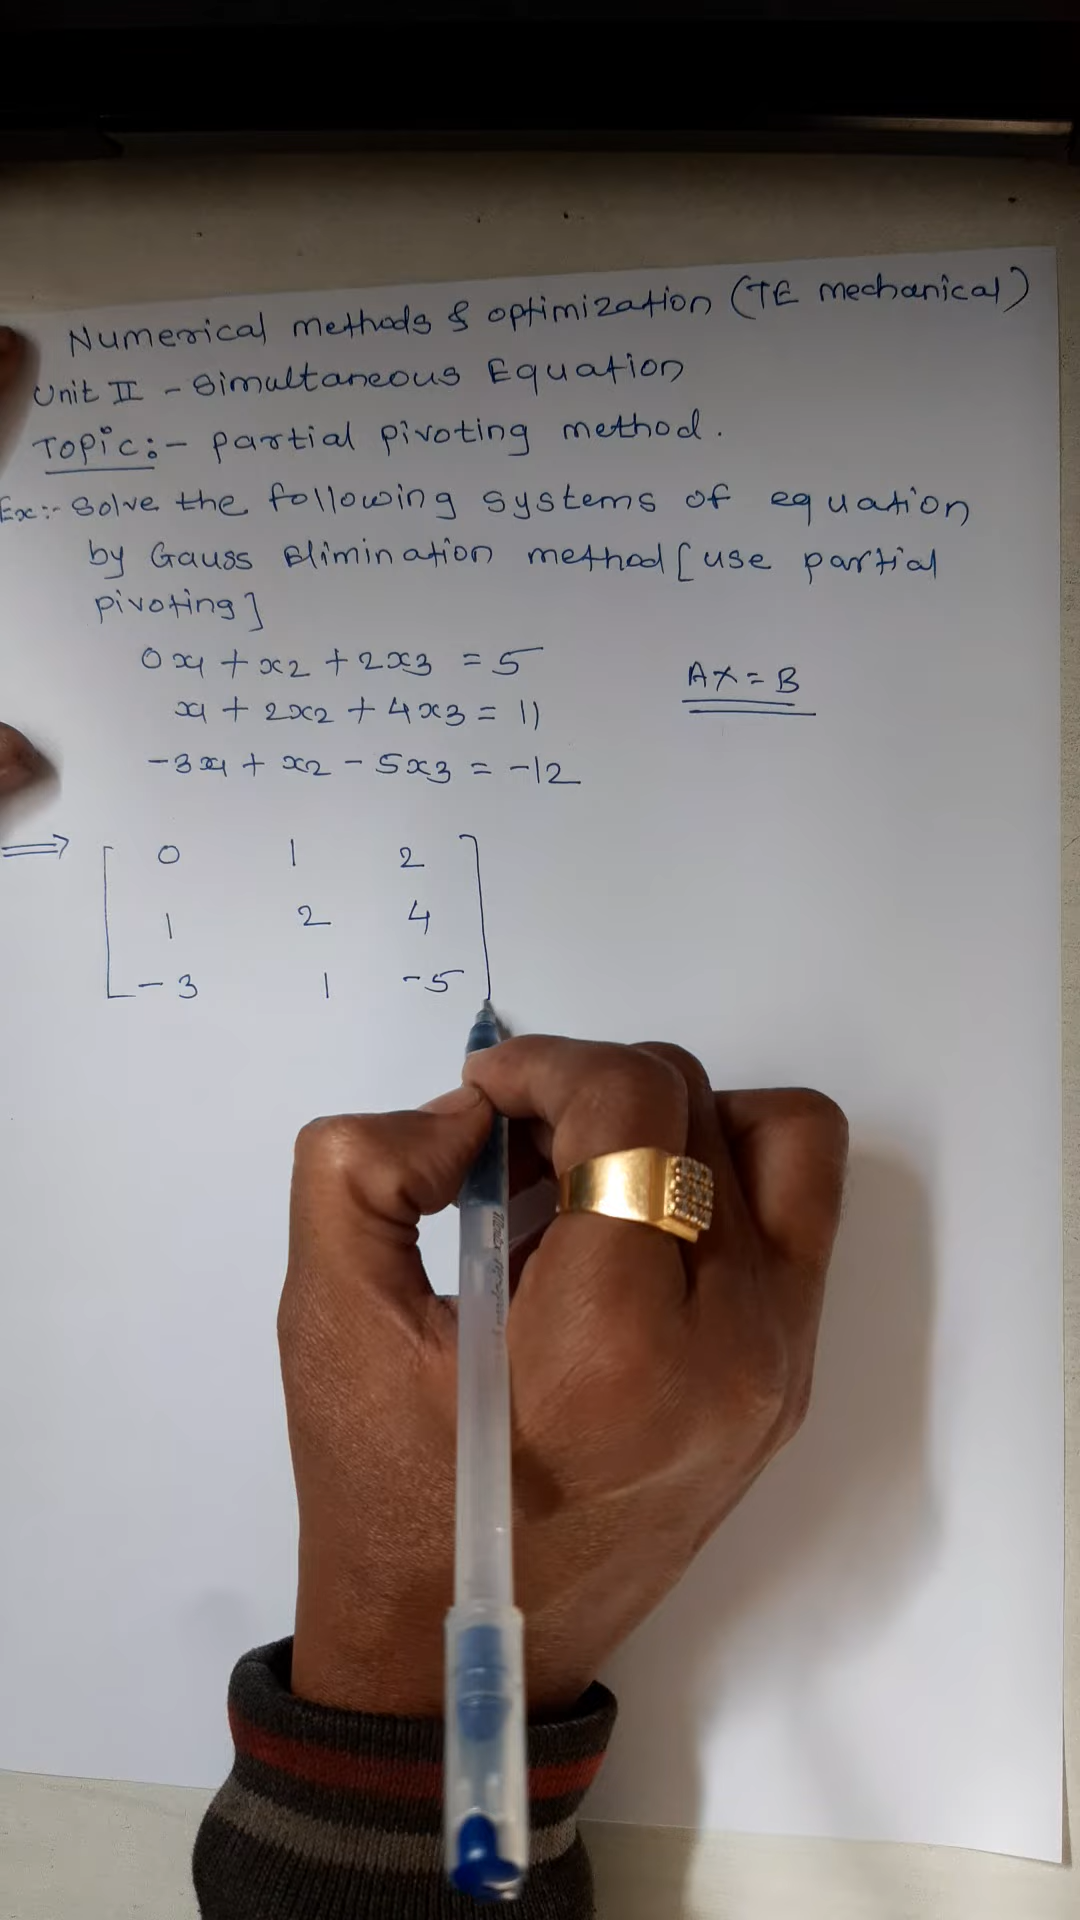 Numerical methods & optimization (TE mechanical)
Unit II - Simultaneous Equation
Topic:- partial pivoting method.
Ex:- Solve the following systems of equation
by Gauss Elimination method [use partial
pivoting]
0x1 + x2 + 2x3 = 5
AX = B
x1 + 2x2 + 4x3 = 11
-3x1 + x2 - 5x3 = -12
⇒ [ 0 1 2 ]
1 2 4
-3 1 -5